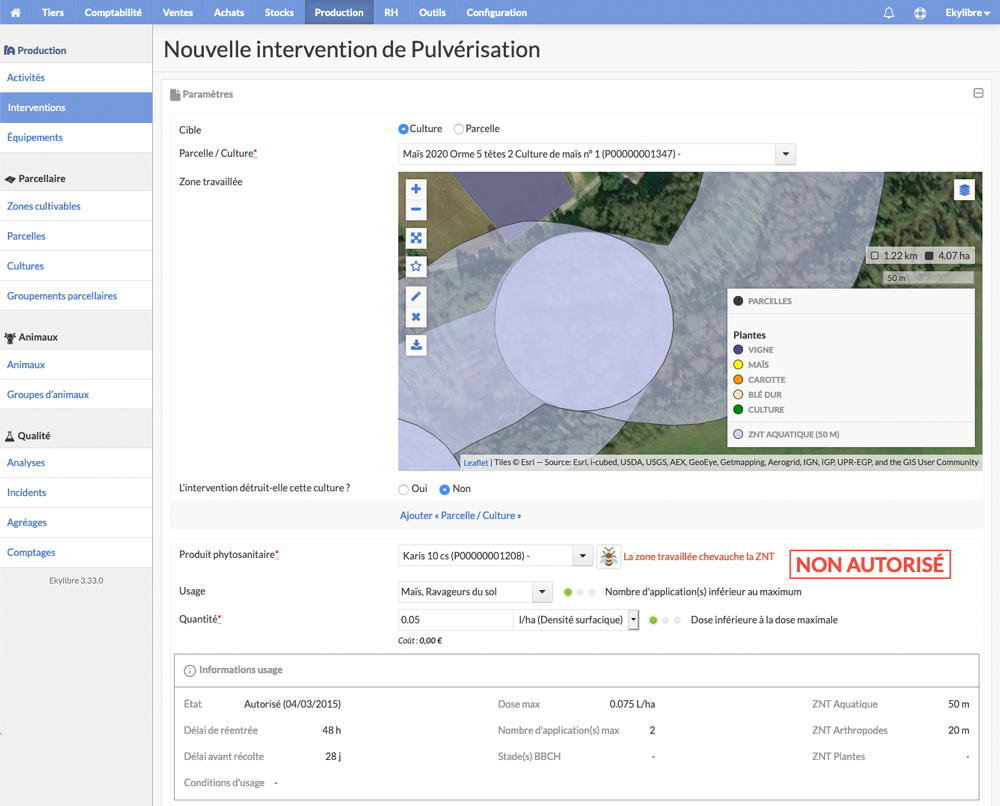 Tiers Comptabilité Ventes Achats Stocks Production RH Outils Configuration Ekylibre
Production
Activités
Interventions
Équipements
Parcellaire
Zones cultivables
Parcelles
Cultures
Groupements parcellaires
Animaux
Animaux
Groupes d'animaux
Qualité
Analyses
Incidents
Agréages
Comptages
Ekylibre 3.33.0
Nouvelle intervention de Pulvérisation
Paramètres
Cible Culture Parcelle
Parcelle / Culture* Maïs 2020 Orme 5 têtes 2 Culture de maïs n° 1 (P00000001347) -
Zone travaillée
1.22 km 4.07 ha
50 m
PARCELLES
Plantes
VIGNE
MAÏS
CAROTTE
BLÉ DUR
CULTURE
ZNT AQUATIQUE (50 M)
Leaflet | Tiles © Esri — Source: Esri, i-cubed, USDA, USGS, AEX, GeoEye, Getmapping, Aerogrid, IGN, IGP, UPR-EGP, and the GIS User Community
L'intervention détruit-elle cette culture ? Oui Non
Ajouter « Parcelle / Culture »
Produit phytosanitaire* Karis 10 cs (P00000001208) - La zone travaillée chevauche la ZNT NON AUTORISÉ
Usage Maïs, Ravageurs du sol Nombre d'application(s) inférieur au maximum
Quantité* 0.05 l/ha (Densité surfacique) Dose inférieure à la dose maximale
Coût : 0,00 €
Informations usage
État Autorisé (04/03/2015) Dose max 0.075 L/ha ZNT Aquatique 50 m
Délai de réentrée 48 h Nombre d'application(s) max 2 ZNT Arthropodes 20 m
Délai avant récolte 28 j Stade(s) BBCH - ZNT Plantes -
Conditions d'usage -